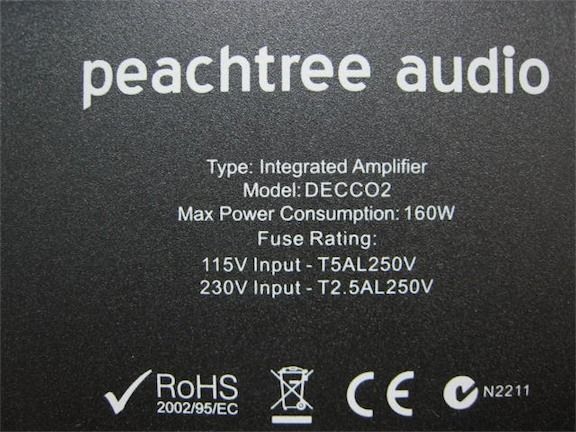 peachtree audio
Type: Integrated Amplifier
Model: DECCO2
Max Power Consumption: 160W
Fuse Rating:
115V Input - T5AL250V
230V Input - T2.5AL250V
RoHS
2002/95/EC
CE
N2211